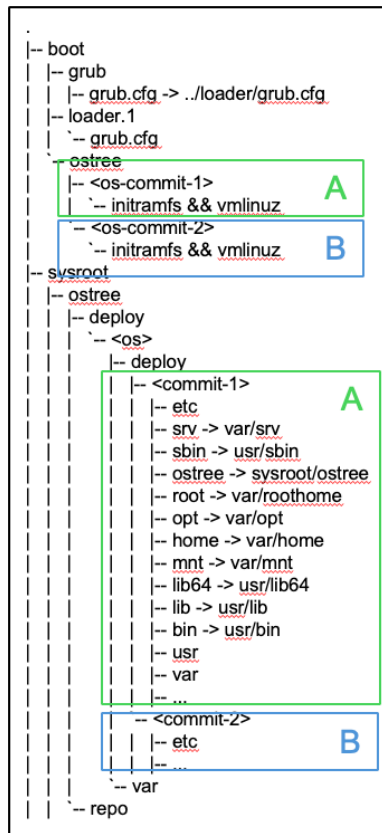 .
|-- boot
|   |-- grub
|   |   |-- grub.cfg -> ../loader/grub.cfg
|   |-- loader.1
|   |   `-- grub.cfg
|   `-- ostree
|       |-- <os-commit-1> A
|       |   `-- initramfs && vmlinuz
|       `-- <os-commit-2> B
|           `-- initramfs && vmlinuz
|-- sysroot
|   |-- ostree
|   |   |-- deploy
|   |   |   `-- <os>
|   |   |   |   |-- deploy
|   |   |   |   |   |-- <commit-1> A
|   |   |   |   |   |-- etc
|   |   |   |   |   |-- srv -> var/srv
|   |   |   |   |   |-- sbin -> usr/sbin
|   |   |   |   |   |-- ostree -> sysroot/ostree
|   |   |   |   |   |-- root -> var/roothome
|   |   |   |   |   |-- opt -> var/opt
|   |   |   |   |   |-- home -> var/home
|   |   |   |   |   |-- mnt -> var/mnt
|   |   |   |   |   |-- lib64 -> usr/lib64
|   |   |   |   |   |-- lib -> usr/lib
|   |   |   |   |   |-- bin -> usr/bin
|   |   |   |   |   |-- usr
|   |   |   |   |   |-- var
|   |   |   |   |   |-- ...
|   |   |   |   |   `-- <commit-2> B
|   |   |   |   |   |-- etc
|   |   |   |   |   |-- ...
|   |   |   |   `-- var
|   |   `-- repo